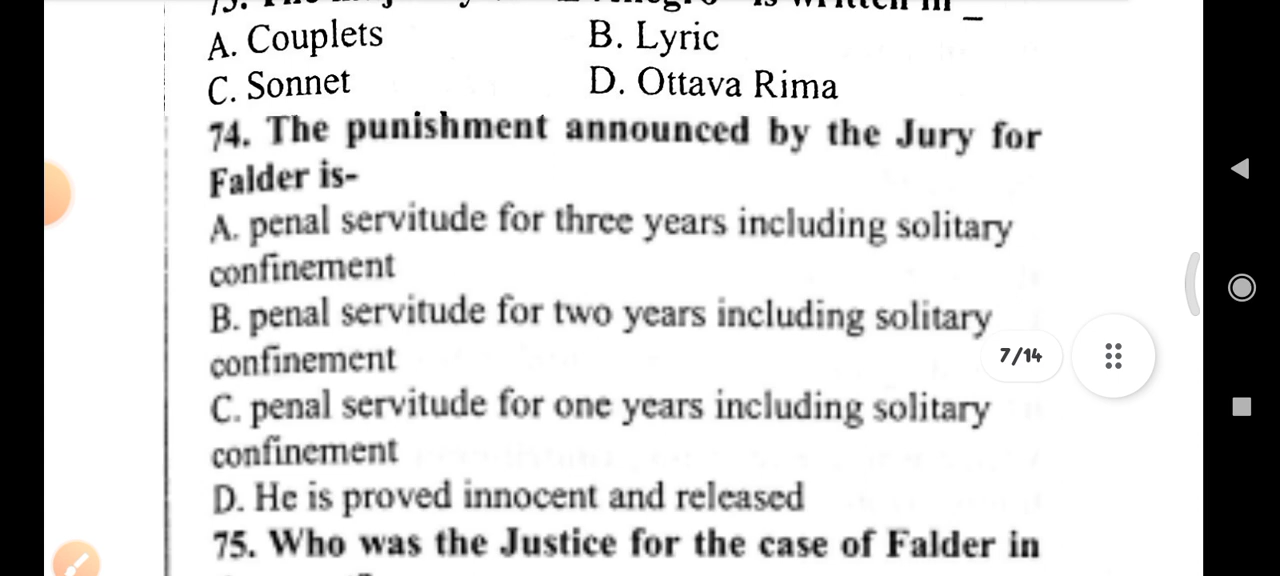 is written in _
A. Couplets B. Lyric
C. Sonnet D. Ottava Rima
74. The punishment announced by the Jury for
Falder is-
A. penal servitude for three years including solitary
confinement
B. penal servitude for two years including solitary
confinement
7/14
C. penal servitude for one years including solitary
confinement
D. He is proved innocent and released
75. Who was the Justice for the case of Falder in